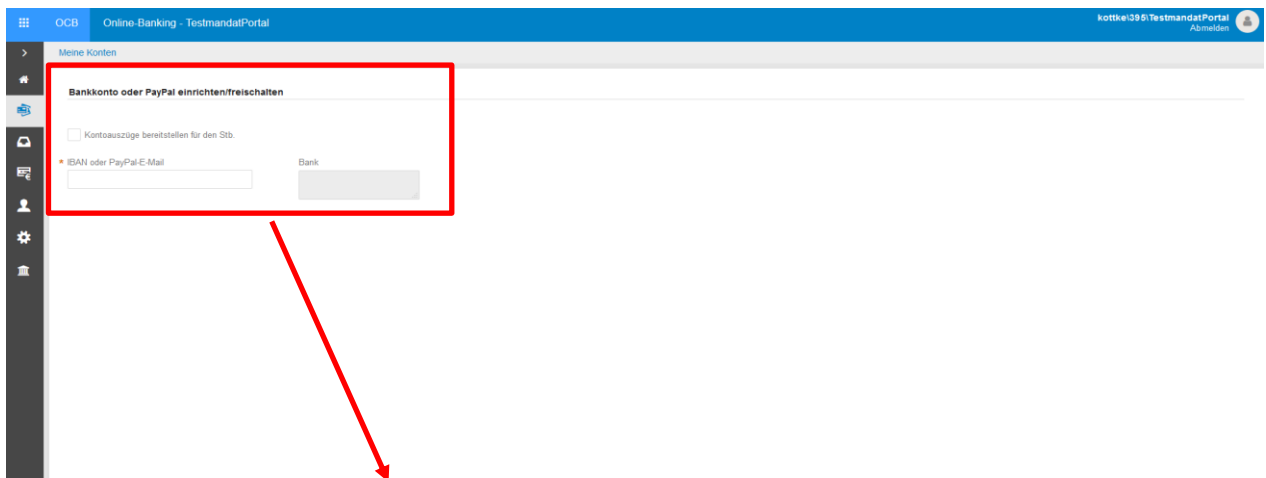 OCB Online-Banking - TestmandatPortal kottke\395\TestmandatPortal
Abmelden
Meine Konten
Bankkonto oder PayPal einrichten/freischalten
Kontoauszüge bereitstellen für den Stb.
* IBAN oder PayPal-E-Mail Bank